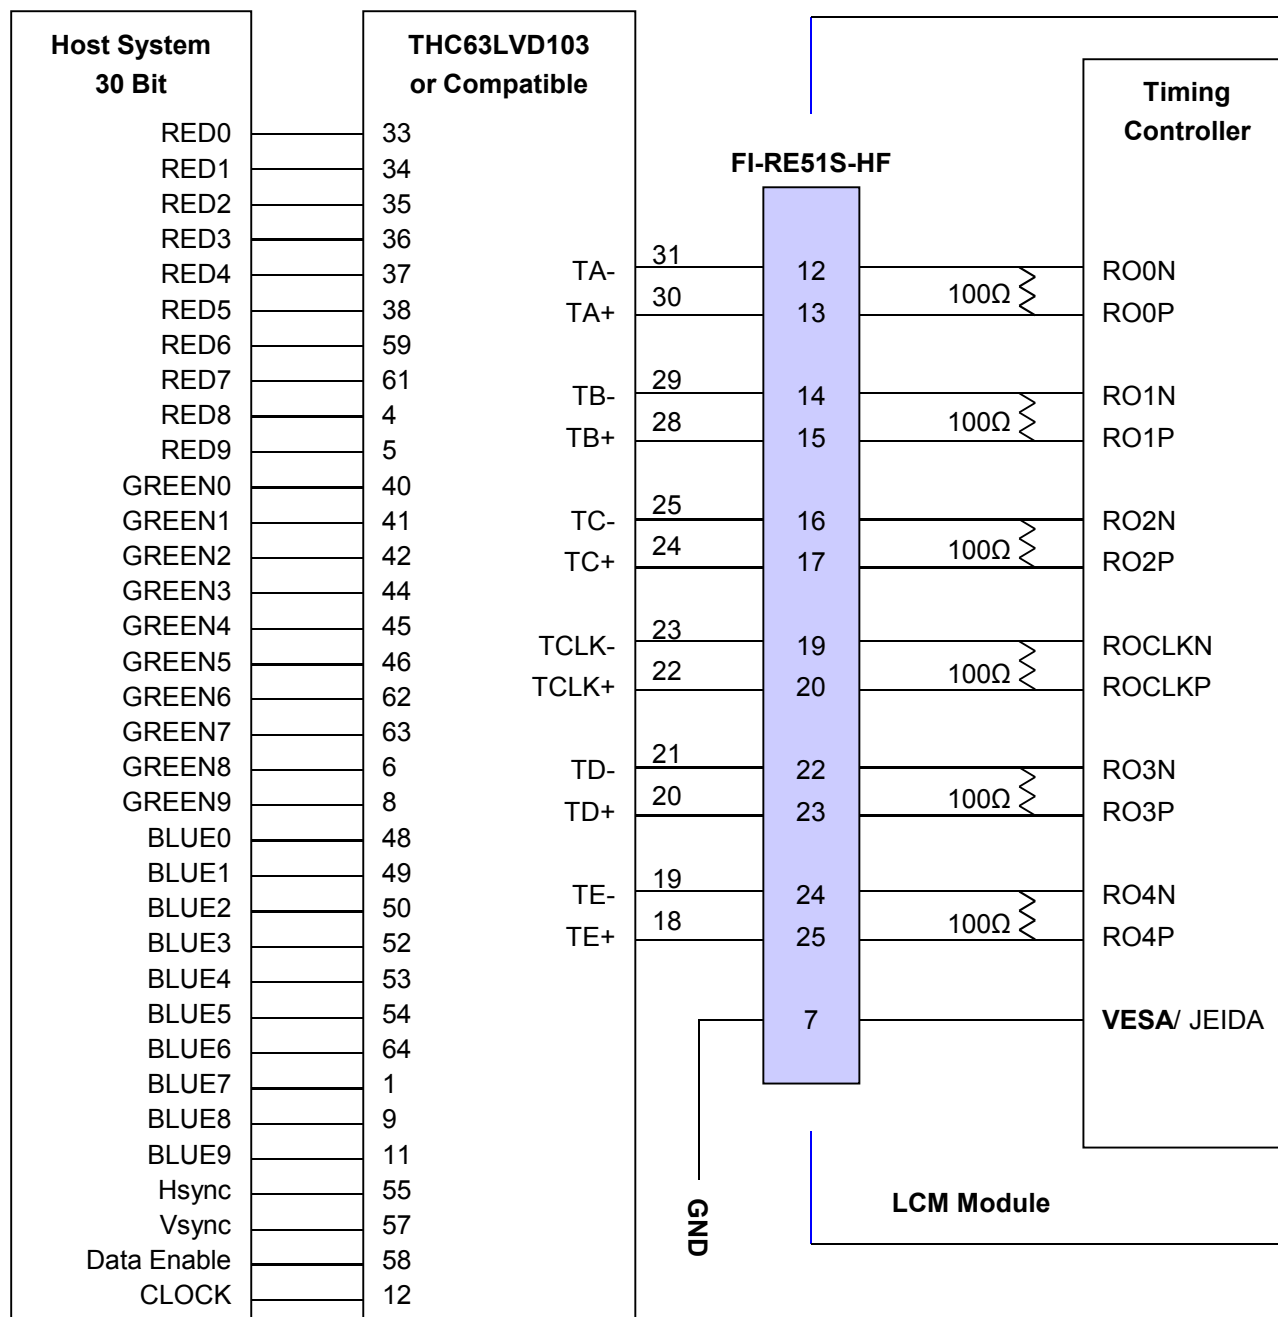 Host System
30 Bit
RED0 33
RED1 34
RED2 35
RED3 36
RED4 37
RED5 38
RED6 59
RED7 61
RED8 4
RED9 5
GREEN0 40
GREEN1 41
GREEN2 42
GREEN3 44
GREEN4 45
GREEN5 46
GREEN6 62
GREEN7 63
GREEN8 6
GREEN9 8
BLUE0 48
BLUE1 49
BLUE2 50
BLUE3 52
BLUE4 53
BLUE5 54
BLUE6 64
BLUE7 1
BLUE8 9
BLUE9 11
Hsync 55
Vsync 57
Data Enable 58
CLOCK 12
THC63LVD103
or Compatible
FI-RE51S-HF
Timing
Controller
TA- 31 12 RO0N
100Ω
TA+ 30 13 RO0P
TB- 29 14 RO1N
100Ω
TB+ 28 15 RO1P
TC- 25 16 RO2N
100Ω
TC+ 24 17 RO2P
TCLK- 23 19 ROCLKN
100Ω
TCLK+ 22 20 ROCLKP
TD- 21 22 RO3N
100Ω
TD+ 20 23 RO3P
TE- 19 24 RO4N
100Ω
TE+ 18 25 RO4P
7 VESA/ JEIDA
GND
LCM Module